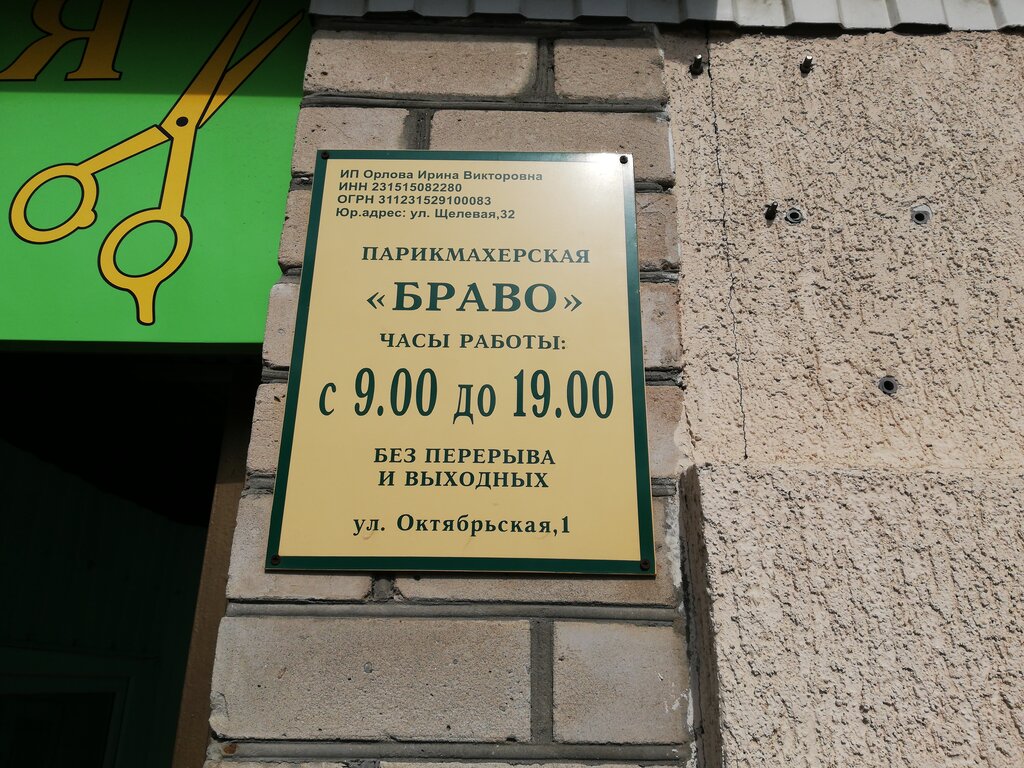 Я
ИП Орлова Ирина Викторовна
ИНН 231515082280
ОГРН 311231529100083
Юр.адрес: ул. Щелевая,32
ПАРИКМАХЕРСКАЯ
«БРАВО»
ЧАСЫ РАБОТЫ:
с 9.00 до 19.00
БЕЗ ПЕРЕРЫВА
И ВЫХОДНЫХ
ул. Октябрьская,1